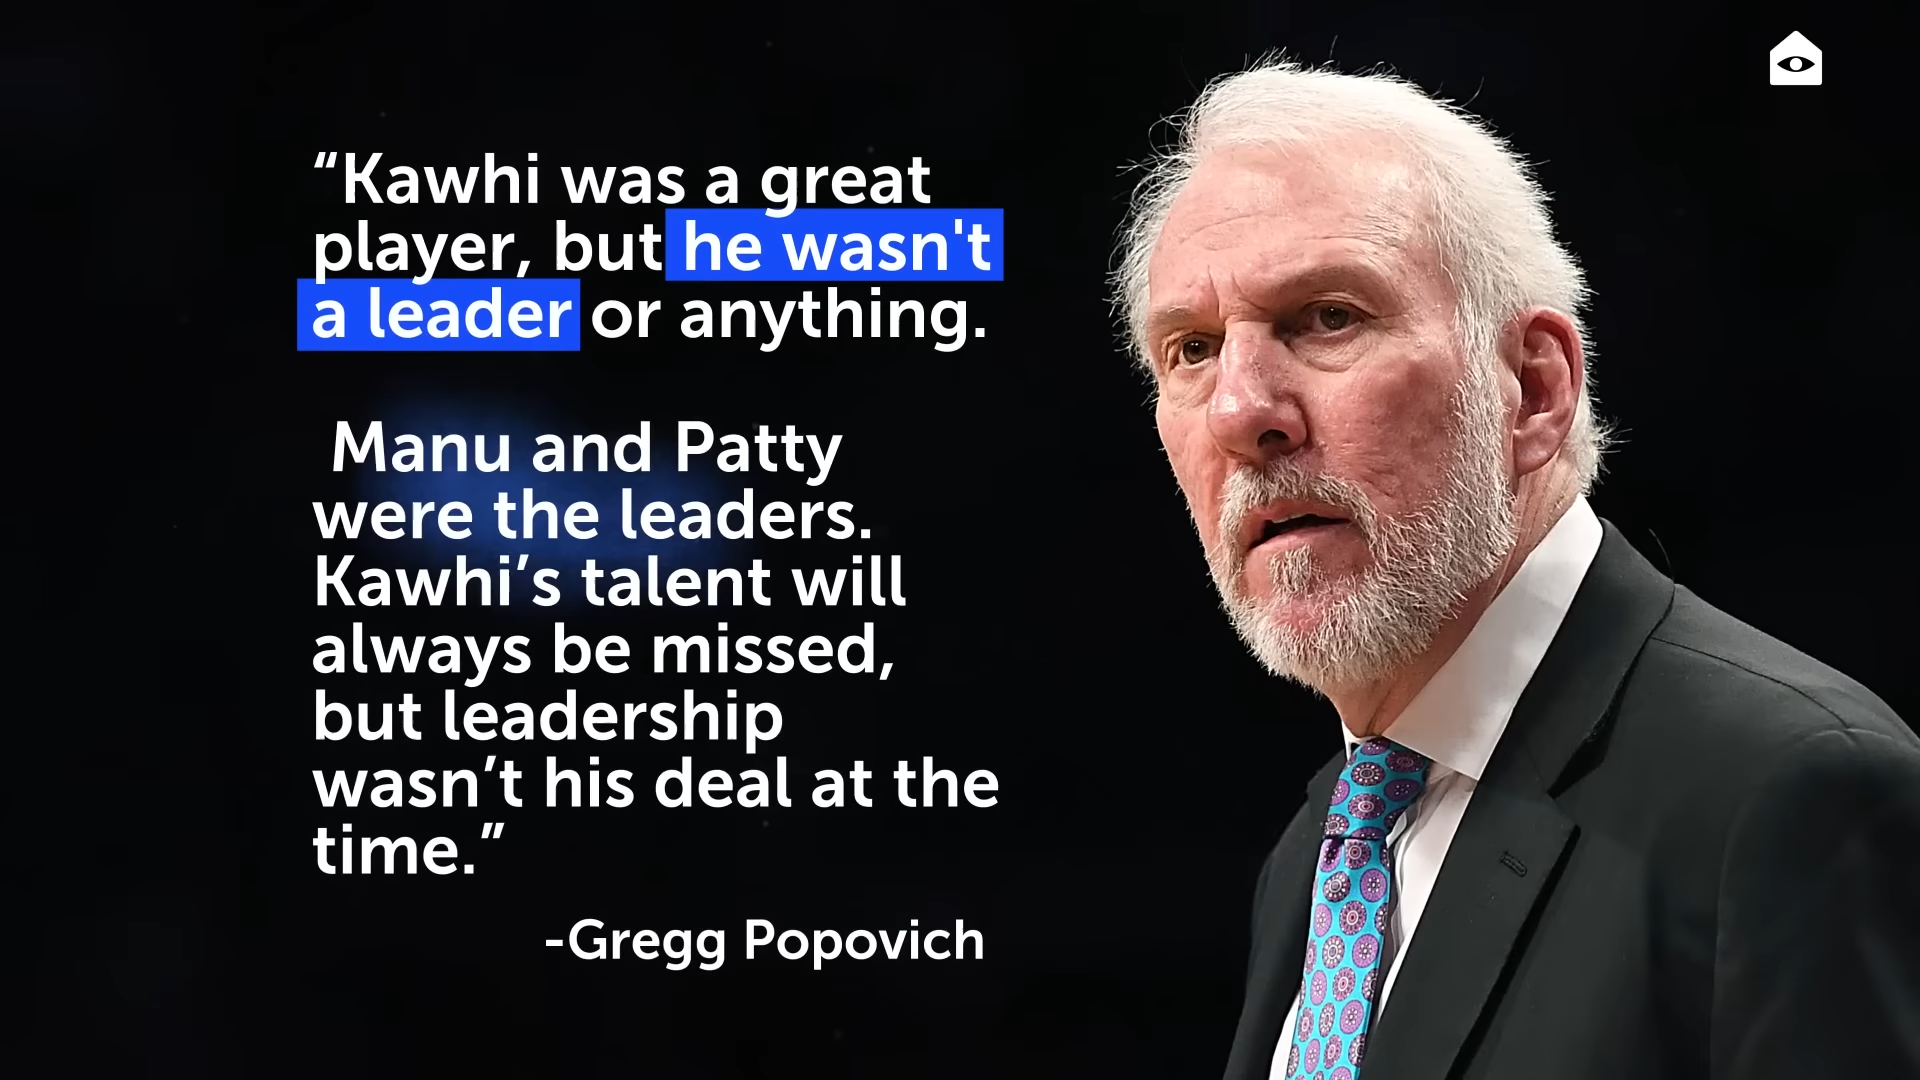 “Kawhi was a great
player, but he wasn't
a leader or anything.
Manu and Patty
were the leaders.
Kawhi’s talent will
always be missed,
but leadership
wasn’t his deal at the
time.”
-Gregg Popovich